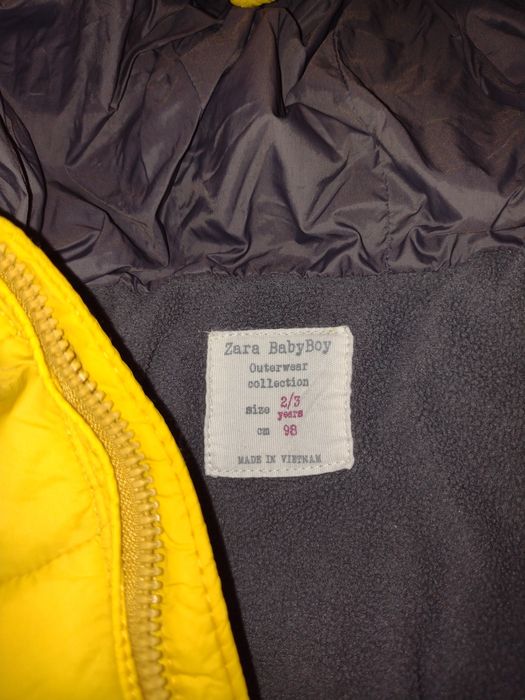 Zara BabyBoy
Outerwear
collection
size 2/3
years
cm 98
MADE IN VIETNAM